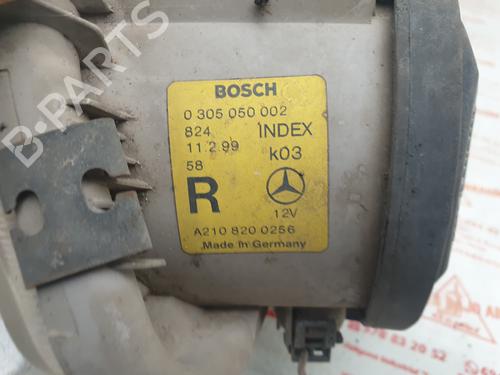 BOSCH
0 305 050 002
824 INDEX
11.2.99 k03
58
R
12V
A210 820 0256
Made in Germany
B-PARTS